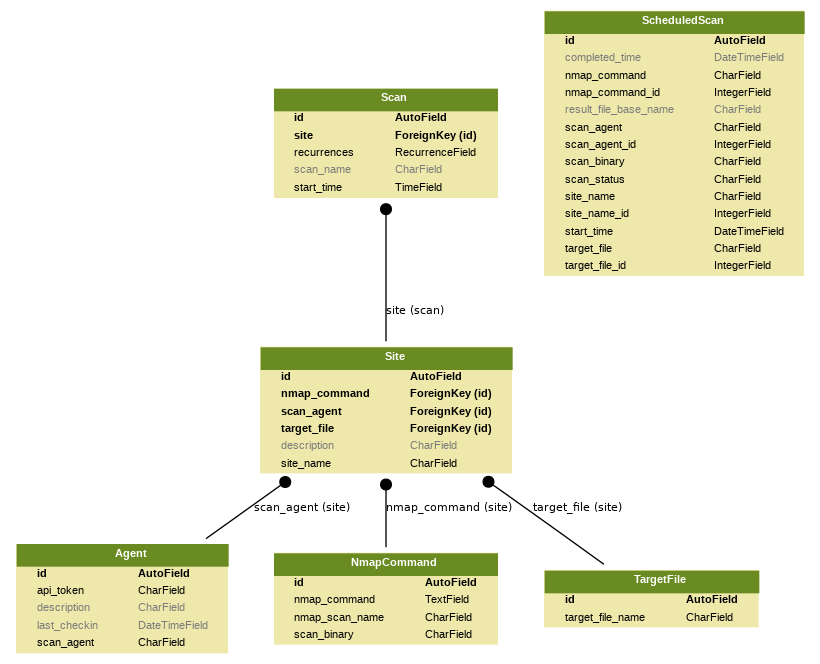 ScheduledScan
id AutoField
completed_time DateTimeField
nmap_command CharField
nmap_command_id IntegerField
result_file_base_name CharField
scan_agent CharField
scan_agent_id IntegerField
scan_binary CharField
scan_status CharField
site_name CharField
site_name_id IntegerField
start_time DateTimeField
target_file CharField
target_file_id IntegerField
Scan
id AutoField
site ForeignKey (id)
recurrences RecurrenceField
scan_name CharField
start_time TimeField
site (scan)
Site
id AutoField
nmap_command ForeignKey (id)
scan_agent ForeignKey (id)
target_file ForeignKey (id)
description CharField
site_name CharField
scan_agent (site)
nmap_command (site)
target_file (site)
Agent
id AutoField
api_token CharField
description CharField
last_checkin DateTimeField
scan_agent CharField
NmapCommand
id AutoField
nmap_command TextField
nmap_scan_name CharField
scan_binary CharField
TargetFile
id AutoField
target_file_name CharField